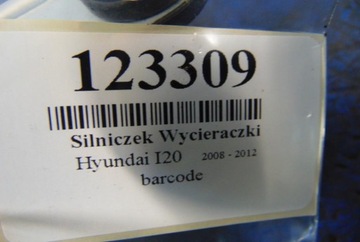 123309
Silniczek Wycieraczki
Hyundai I20 2008 - 2012
barcode